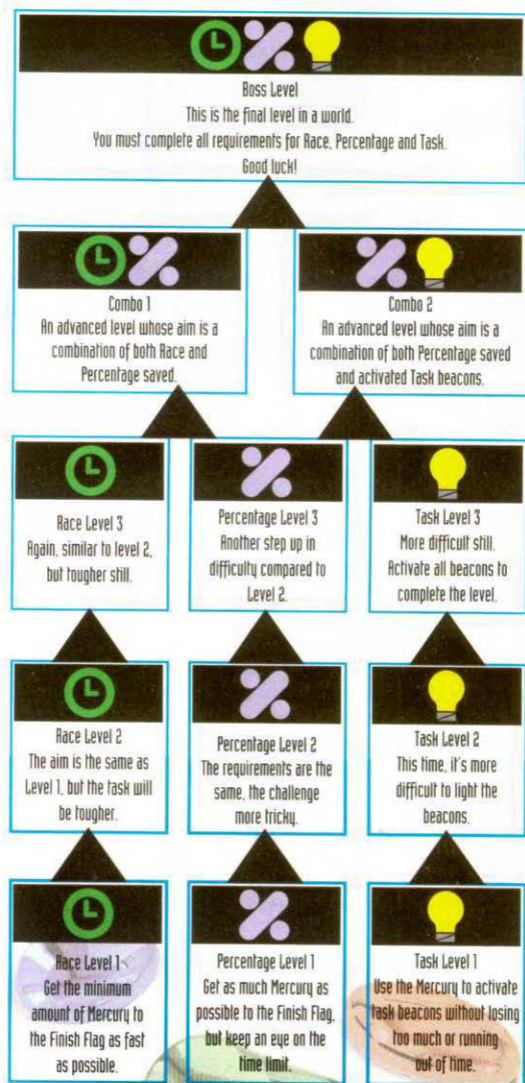 Boss Level
This is the final level in a world.
You must complete all requirements for Race, Percentage and Task.
Good luck!
Combo 1
An advanced level whose aim is a
combination of both Race and
Percentage saved.
Combo 2
An advanced level whose aim is a
combination of both Percentage saved
and activated Task beacons.
Race Level 3
Again, similar to level 2,
but tougher still.
Percentage Level 3
Another step up in
difficulty compared to
Level 2.
Task Level 3
More difficult still.
Activate all beacons to
complete the level.
Race Level 2
The aim is the same as
Level 1, but the task will
be tougher.
Percentage Level 2
The requirements are the
same, the challenge
more tricky.
Task Level 2
This time, it's more
difficult to light the
beacons.
Race Level 1
Get the minimum
amount of Mercury to
the Finish Flag as fast
as possible.
Percentage Level 1
Get as much Mercury as
possible to the Finish Flag,
but keep an eye on the
time limit.
Task Level 1
Use the Mercury to activate
task beacons without losing
too much or running
out of time.